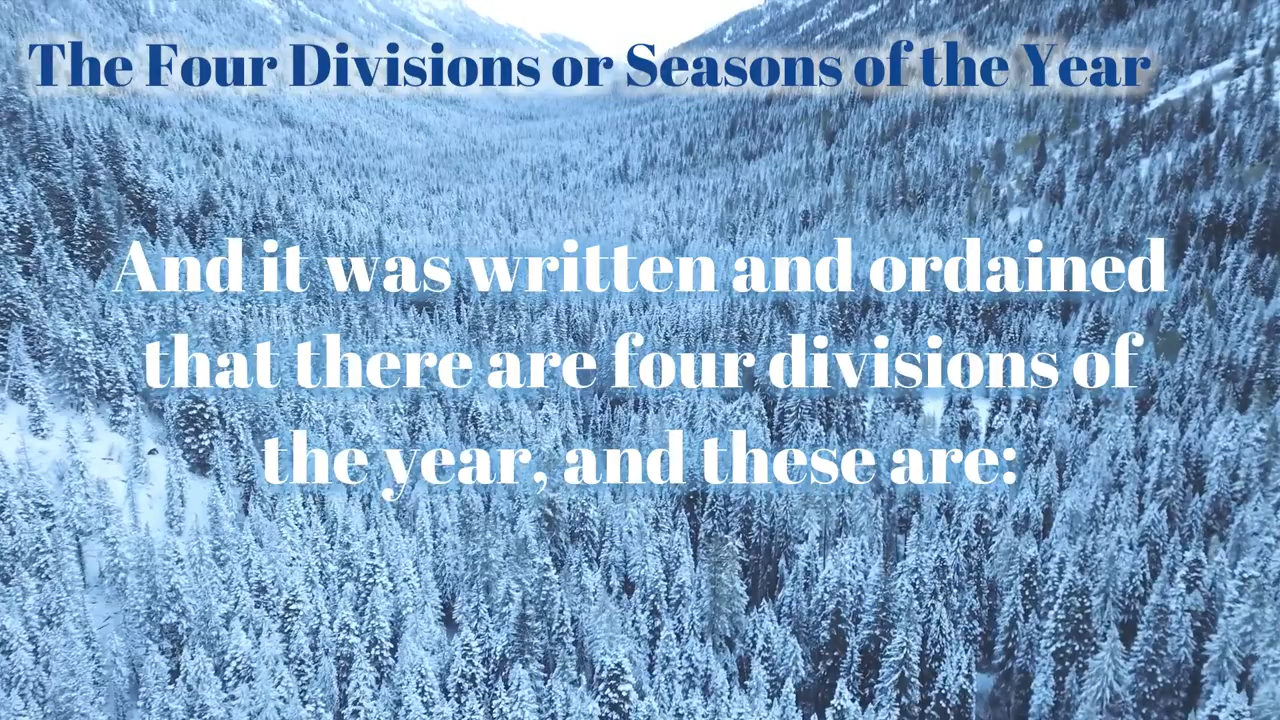 The Four Divisions or Seasons of the Year
And it was written and ordained
that there are four divisions of
the year, and these are: